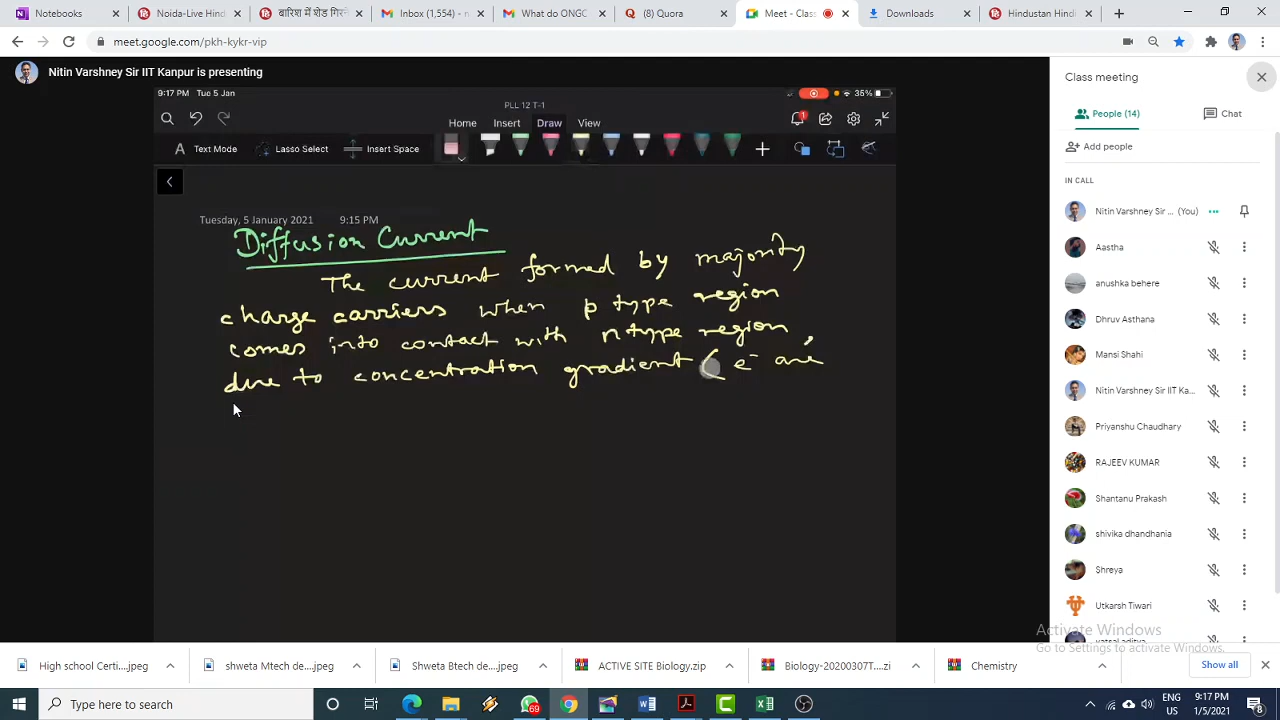 Notebooks
Noida-Live Hind
बारिश में छोड़ गिरने
Inbox (1,554) - n
What do ONGC
(8) Quora
Meet - Class
Downloads
Hindustan Hind
meet.google.com/pkh-kykr-vip
Nitin Varshney Sir IIT Kanpur is presenting
9:17 PM Tue 5 Jan
35%
PLL 12 T-1
Home Insert Draw View
1
A Text Mode
Lasso Select
Insert Space
Tuesday, 5 January 2021 9:15 PM
Diffusion Current
The current formed by majority
charge carriers when p type region
comes into contact with n type region
due to concentration gradient ( e⁻ are
Class meeting
People (14)
Chat
Add people
IN CALL
Nitin Varshney Sir ... (You)
Aastha
anushka behere
Dhruv Asthana
Mansi Shahi
Nitin Varshney Sir IIT Ka...
Priyanshu Chaudhary
RAJEEV KUMAR
Shantanu Prakash
shivika dhandhania
Shreya
Utkarsh Tiwari
vatsal aditya
Activate Windows
Go to Settings to activate Windows.
High school Certi....jpeg
shweta Mtech de....jpeg
Shweta Btech de....jpeg
ACTIVE SITE Biology.zip
Biology-20200307T....zi
Chemistry
Show all
Type here to search
69
ENG
US
9:17 PM
1/5/2021
8